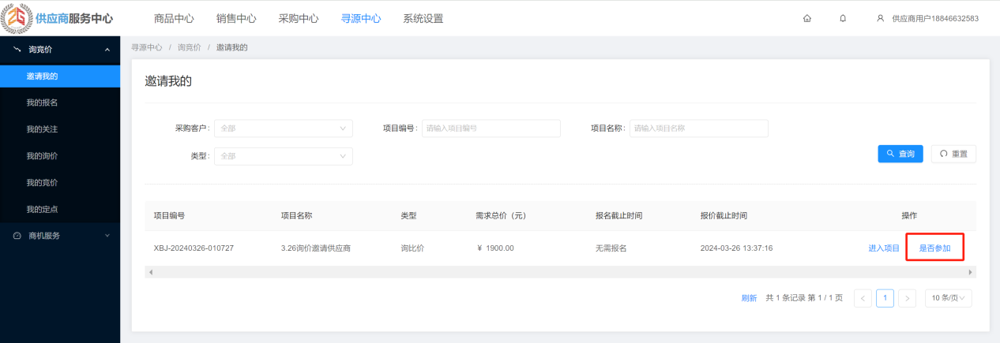 供应商服务中心 商品中心 销售中心 采购中心 寻源中心 系统设置 供应商用户18846632583
询竞价
邀请我的
我的报名
我的关注
我的询价
我的竞价
我的定点
商机服务
寻源中心 / 询竞价 / 邀请我的
邀请我的
采购客户: 全部 项目编号: 请输入项目编号 项目名称: 请输入项目名称
类型: 全部 查询 重置
项目编号 项目名称 类型 需求总价（元） 报名截止时间 报价截止时间 操作
XBJ-20240326-010727 3.26询价邀请供应商 询比价 ¥ 1900.00 无需报名 2024-03-26 13:37:16 进入项目 是否参加
刷新 共 1 条记录 第 1 / 1 页 < 1 > 10 条/页